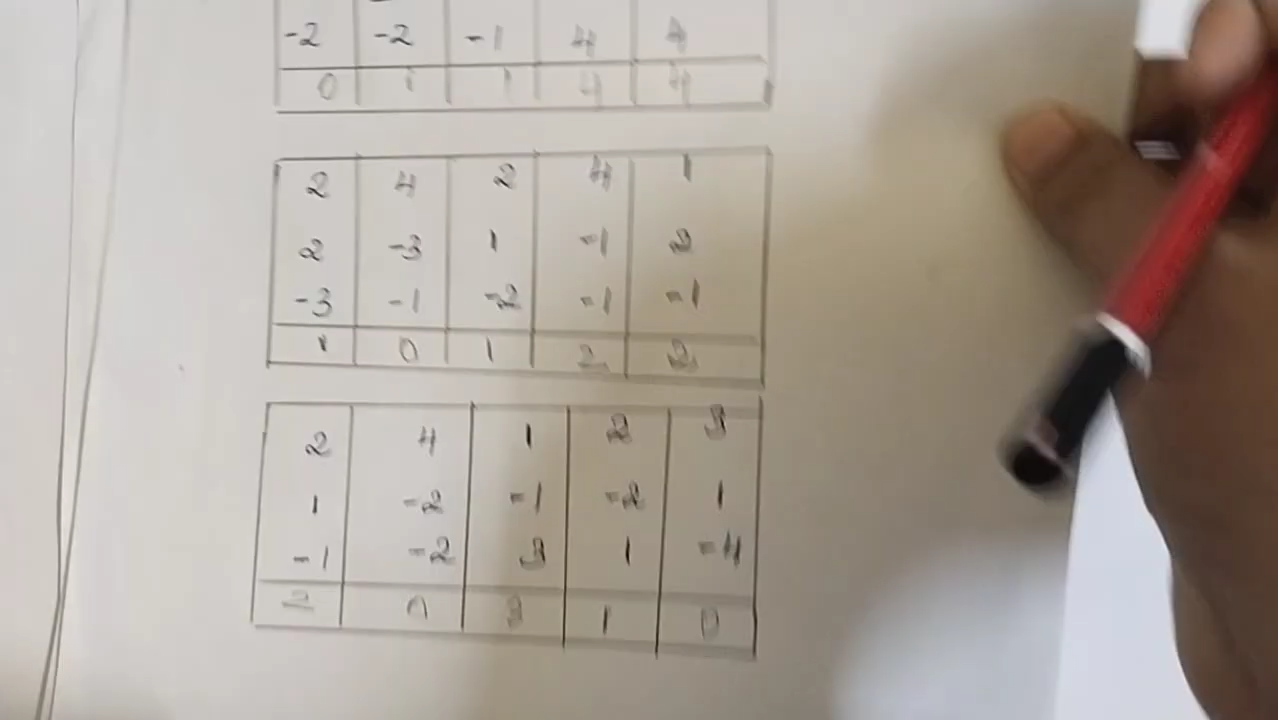 -2 -2 -1 4 4
0 1 1 4 4
2 4 2 4 1
2 -3 1 -1 3
-3 -1 -2 -1 -1
1 0 1 2 2
2 4 1 2 3
1 -2 -1 -2 1
-1 -2 3 1 -4
2 0 3 1 0